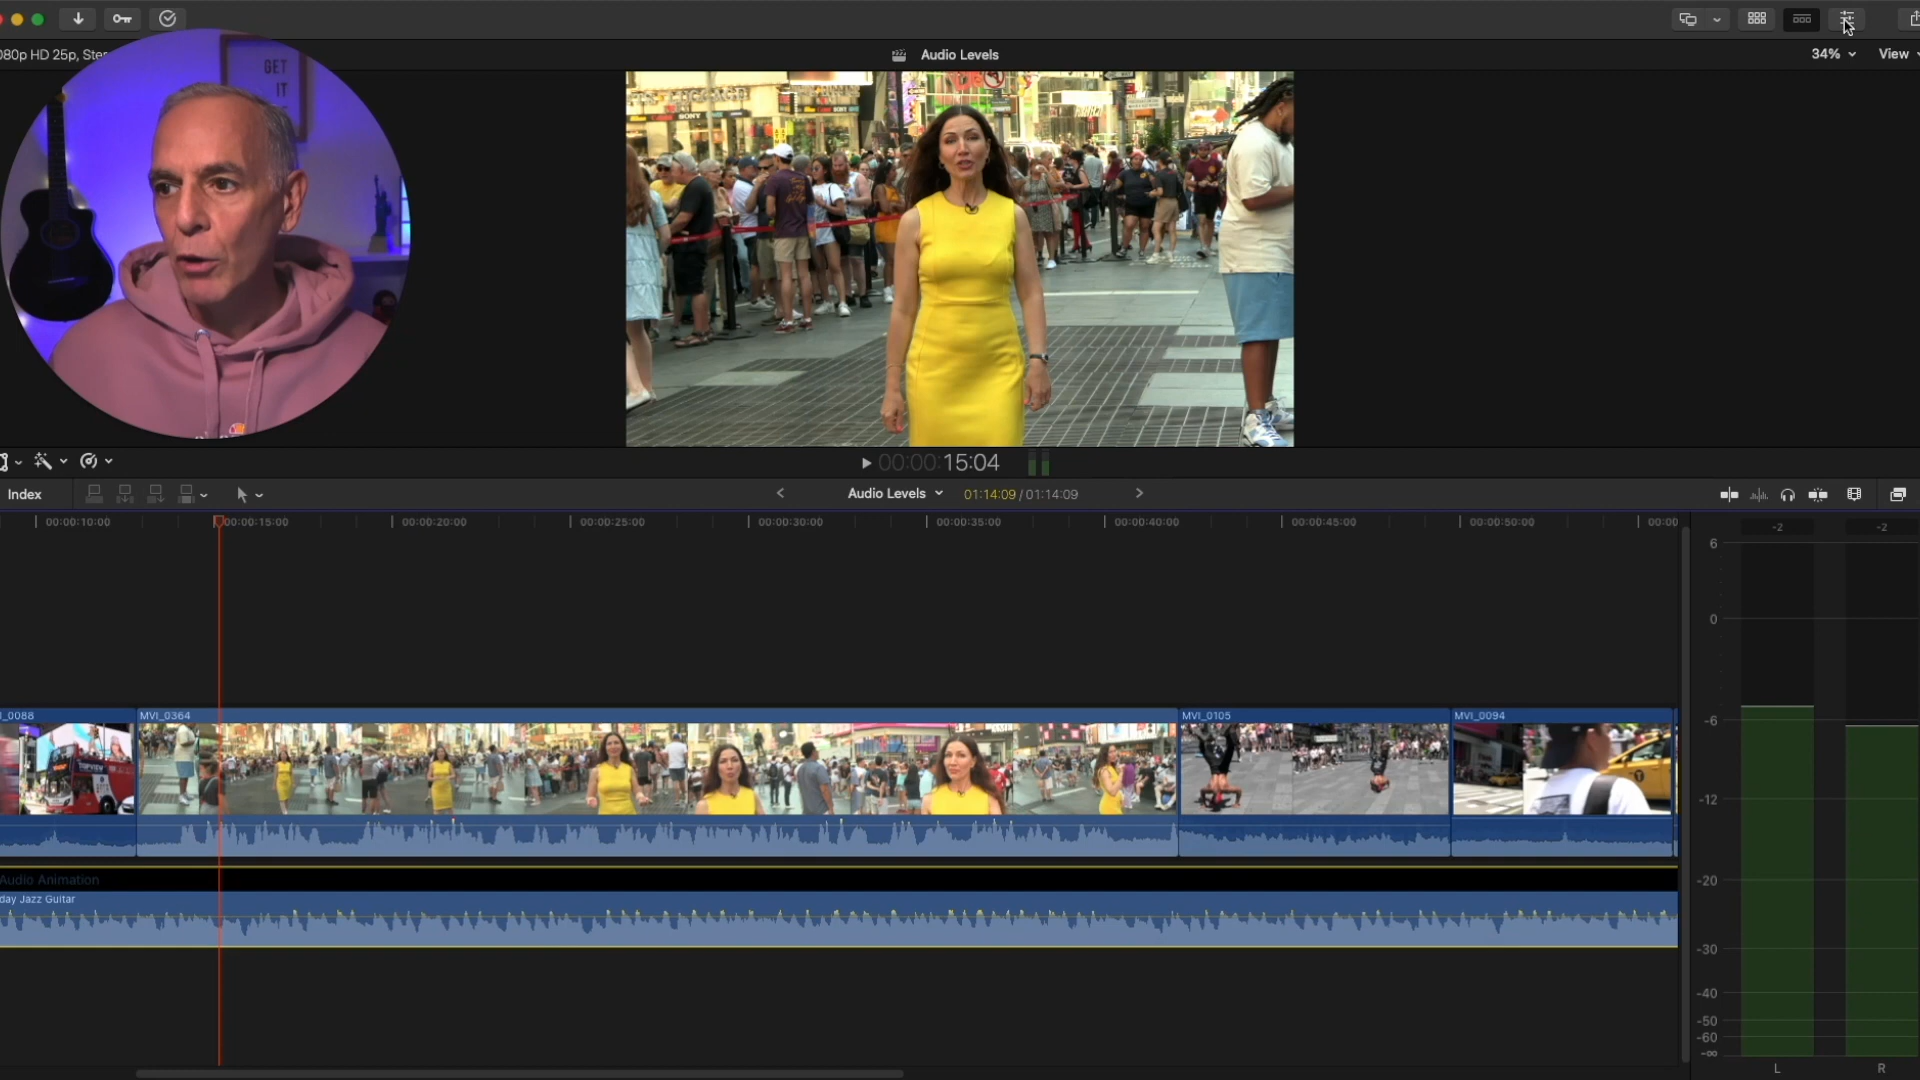 080p HD 25p, Ste
Audio Levels
34%
View
GET
IT
SONY
00:00:15:04
Index
Audio Levels
01:14:09 / 01:14:09
00:00:10:00
00:00:15:00
00:00:20:00
00:00:25:00
00:00:30:00
00:00:35:00
00:00:40:00
00:00:45:00
00:00:50:00
00:00
-2
-2
6
0
-6
-12
-20
-30
-40
-50
-60
-∞
L
R
I_0088
MVI_0364
MVI_0105
MVI_0094
Audio Animation
day Jazz Guitar